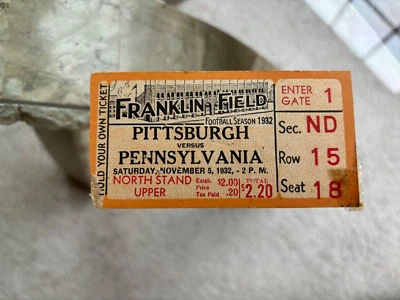 HOLD YOUR OWN TICKET
FRANKLIN FIELD
FOOTBALL SEASON 1932
PITTSBURGH
VERSUS
PENNSYLVANIA
SATURDAY, NOVEMBER 5, 1932, - 2 P. M.
NORTH STAND
UPPER
Estab. Price $2.00
Tax Paid .20
TOTAL
$2.20
ENTER
GATE 1
Sec. ND
Row 15
Seat 18